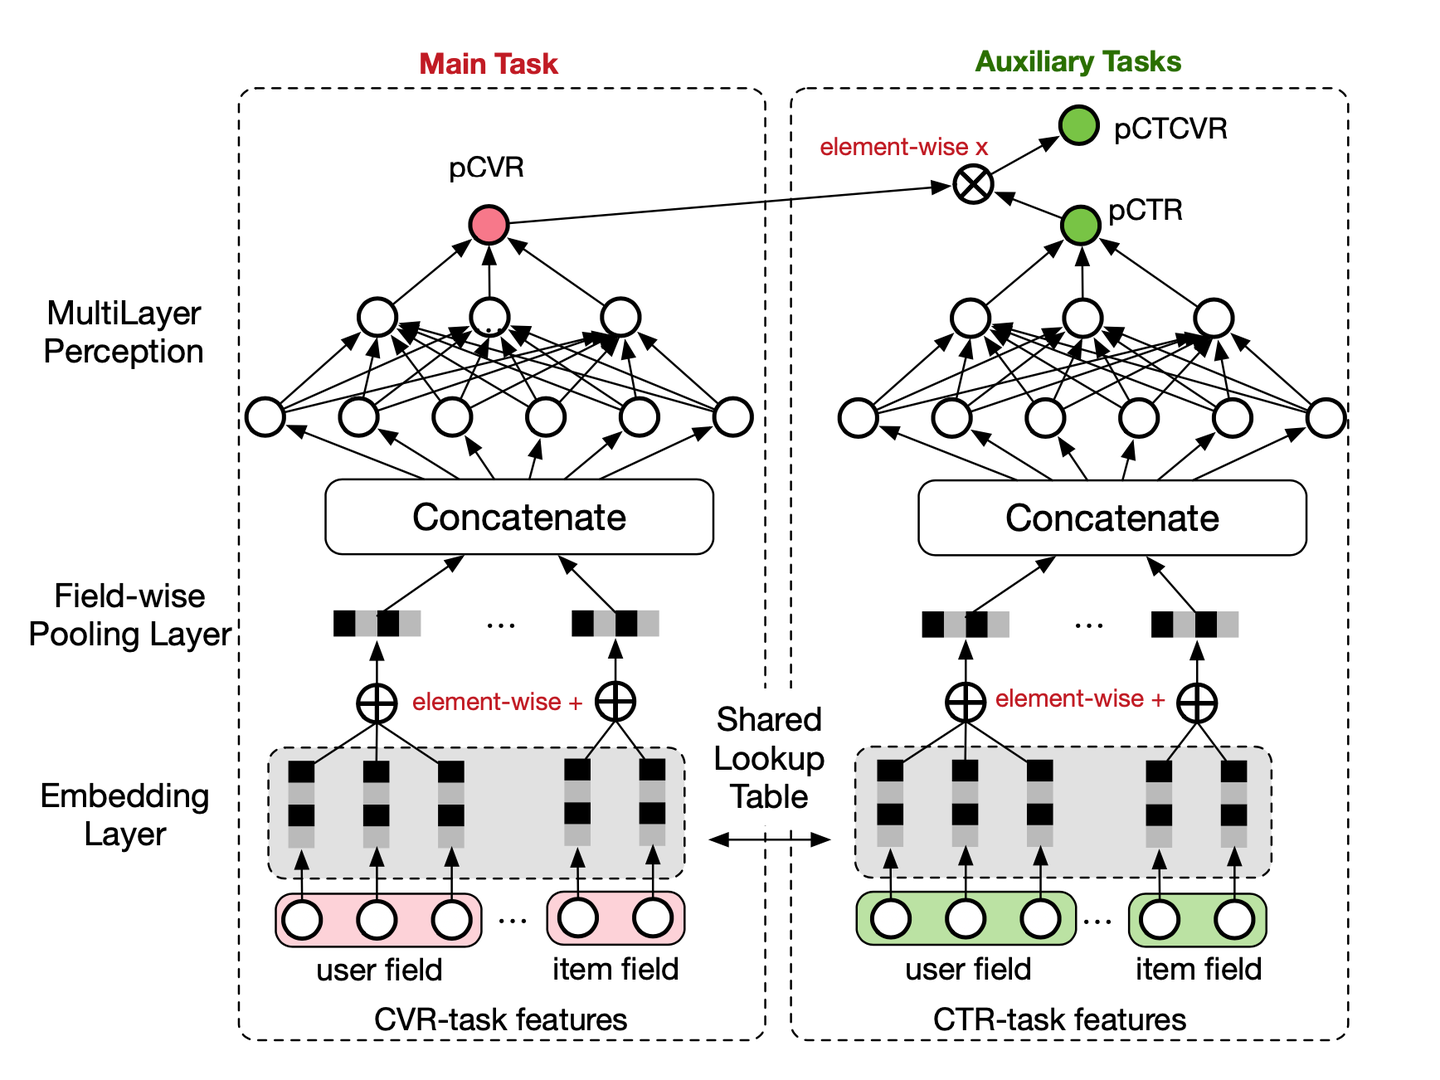 Main Task
Auxiliary Tasks
pCTCVR
element-wise x
pCVR
pCTR
MultiLayer
Perception
Concatenate
Concatenate
Field-wise
Pooling Layer
...
...
element-wise +
element-wise +
Shared
Lookup
Table
Embedding
Layer
...
...
user field
item field
user field
item field
CVR-task features
CTR-task features